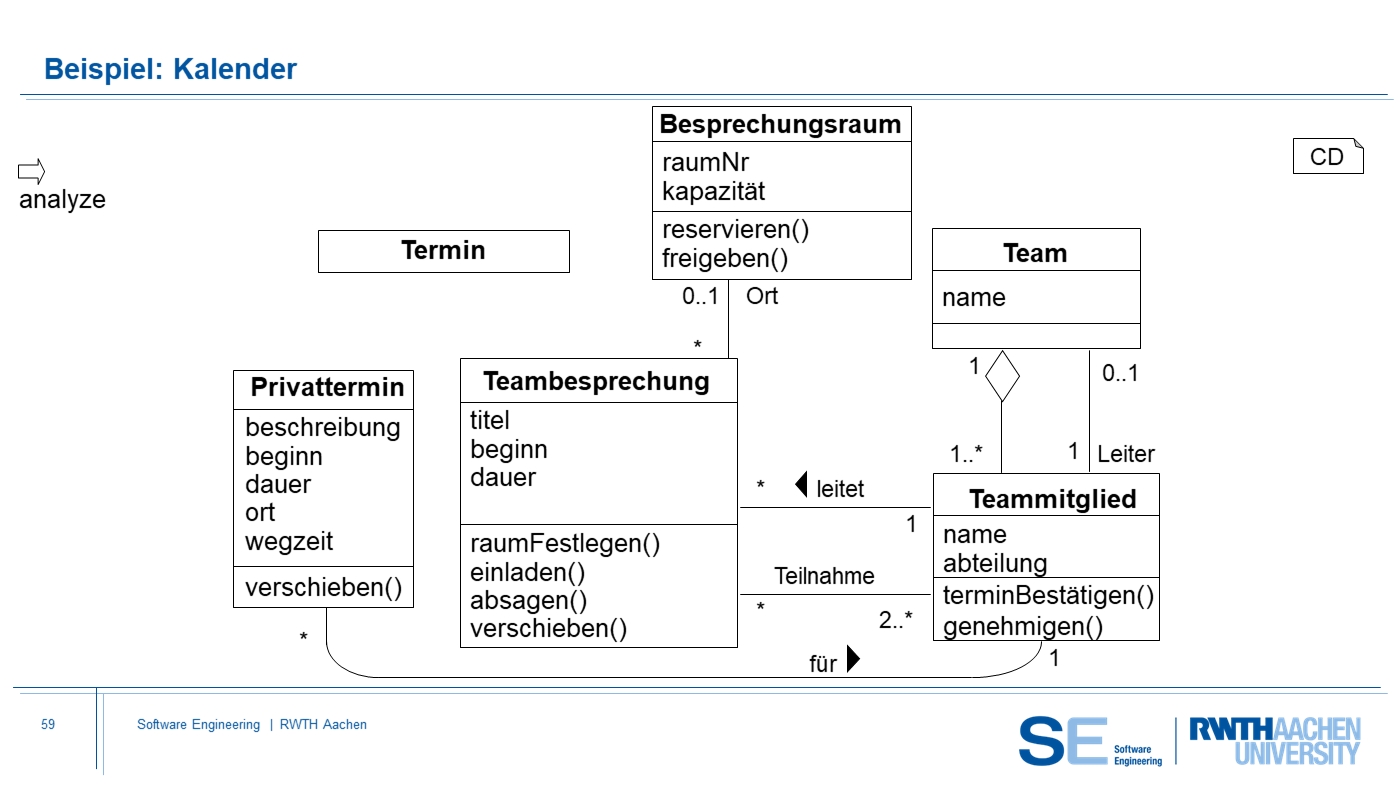 Beispiel: Kalender
CD
analyze
Besprechungsraum
raumNr
kapazität
reservieren()
freigeben()
Termin
Team
name
0..1 Ort
*
1
0..1
1..*
1 Leiter
Privattermin
beschreibung
beginn
dauer
ort
wegzeit
verschieben()
Teambesprechung
titel
beginn
dauer
raumFestlegen()
einladen()
absagen()
verschieben()
* leitet
1
Teilnahme
*
2..*
Teammitglied
name
abteilung
terminBestätigen()
genehmigen()
*
für
1
59
Software Engineering | RWTH Aachen
SE Software
Engineering
RWTHAACHEN
UNIVERSITY